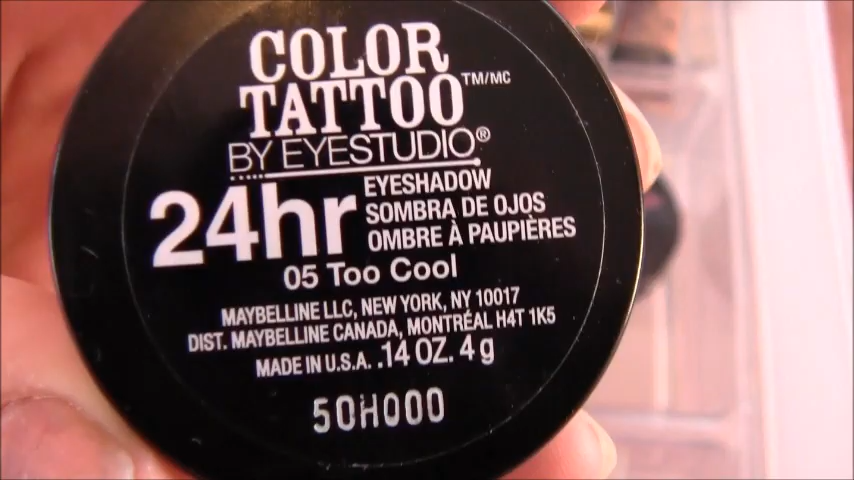 COLOR
TATTOO™/MC
BY EYESTUDIO®
24hr
EYESHADOW
SOMBRA DE OJOS
OMBRE À PAUPIÈRES
05 Too Cool
MAYBELLINE LLC, NEW YORK, NY 10017
DIST. MAYBELLINE CANADA, MONTRÉAL H4T 1K5
MADE IN U.S.A. .14 OZ. 4 g
50H000